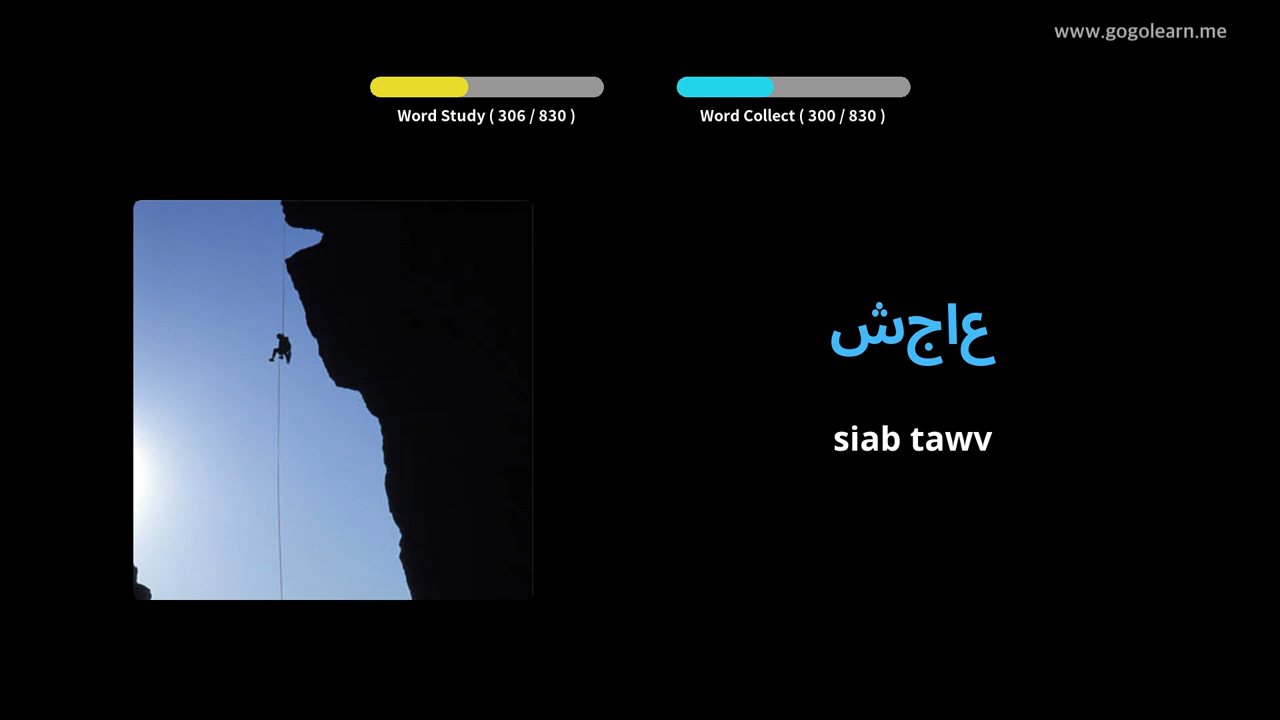 www.gogolearn.me
Word Study ( 306 / 830 )
Word Collect ( 300 / 830 )
عاجش
siab tawv